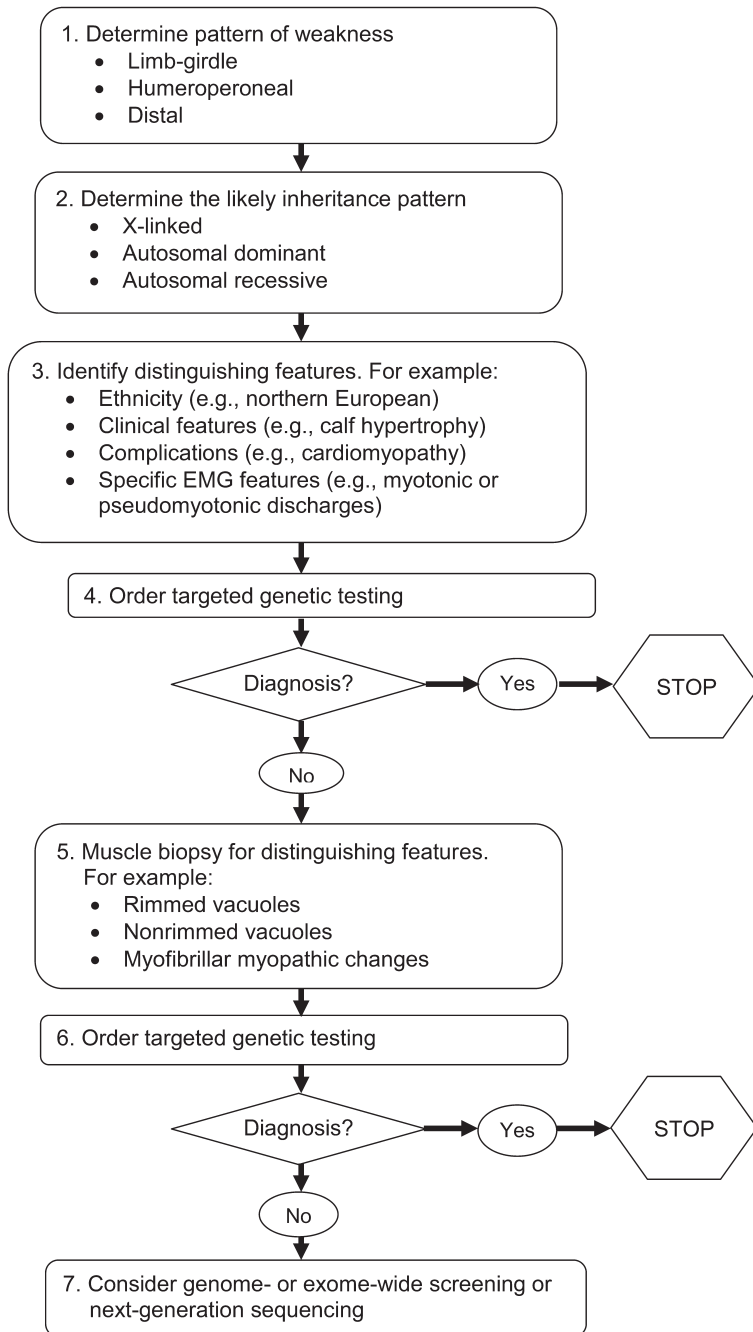 1. Determine pattern of weakness
• Limb-girdle
• Humeroperoneal
• Distal
2. Determine the likely inheritance pattern
• X-linked
• Autosomal dominant
• Autosomal recessive
3. Identify distinguishing features. For example:
• Ethnicity (e.g., northern European)
• Clinical features (e.g., calf hypertrophy)
• Complications (e.g., cardiomyopathy)
• Specific EMG features (e.g., myotonic or
pseudomyotonic discharges)
4. Order targeted genetic testing
Diagnosis?
Yes
STOP
No
5. Muscle biopsy for distinguishing features.
For example:
• Rimmed vacuoles
• Nonrimmed vacuoles
• Myofibrillar myopathic changes
6. Order targeted genetic testing
Diagnosis?
Yes
STOP
No
7. Consider genome- or exome-wide screening or
next-generation sequencing